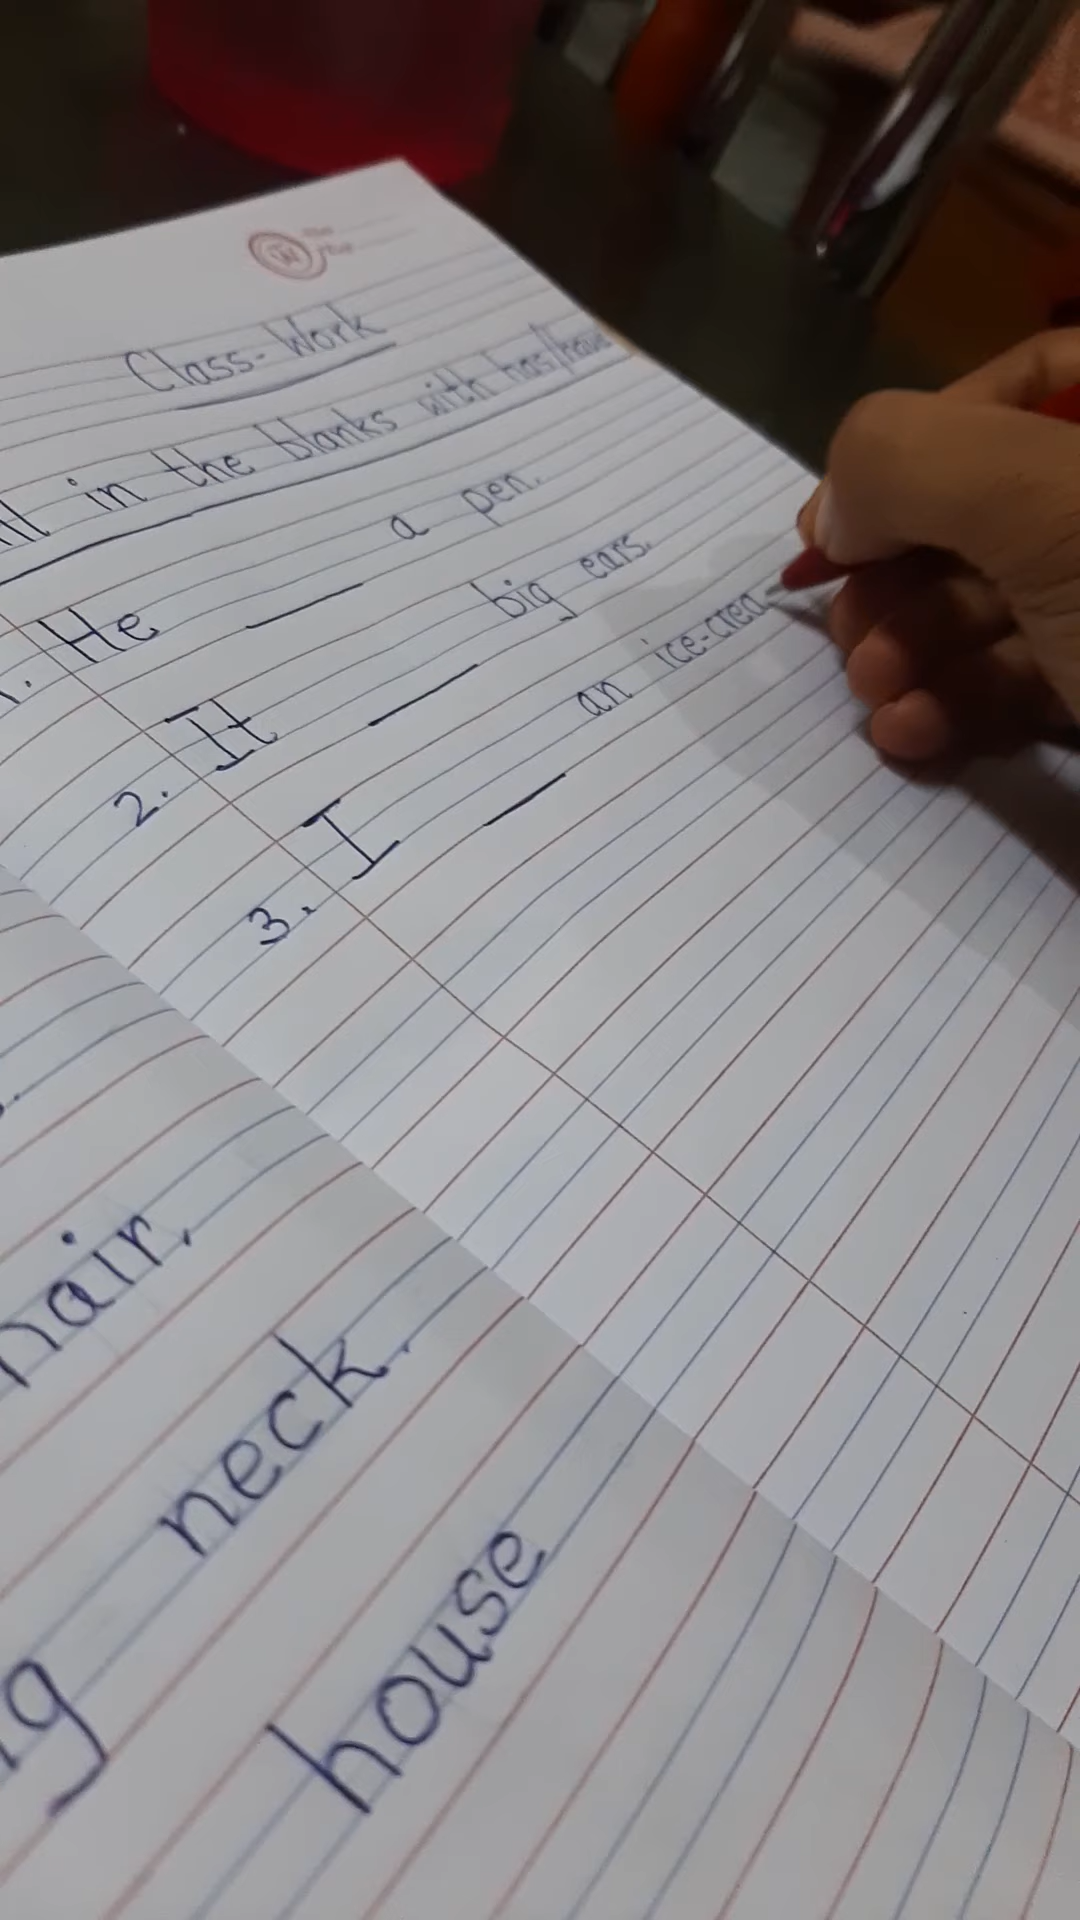 Class-Work
in the blanks with has/have
1. He ___ a pen.
2. It ___ big ears.
3. I ___ an ice-crea
hair.
neck.
house